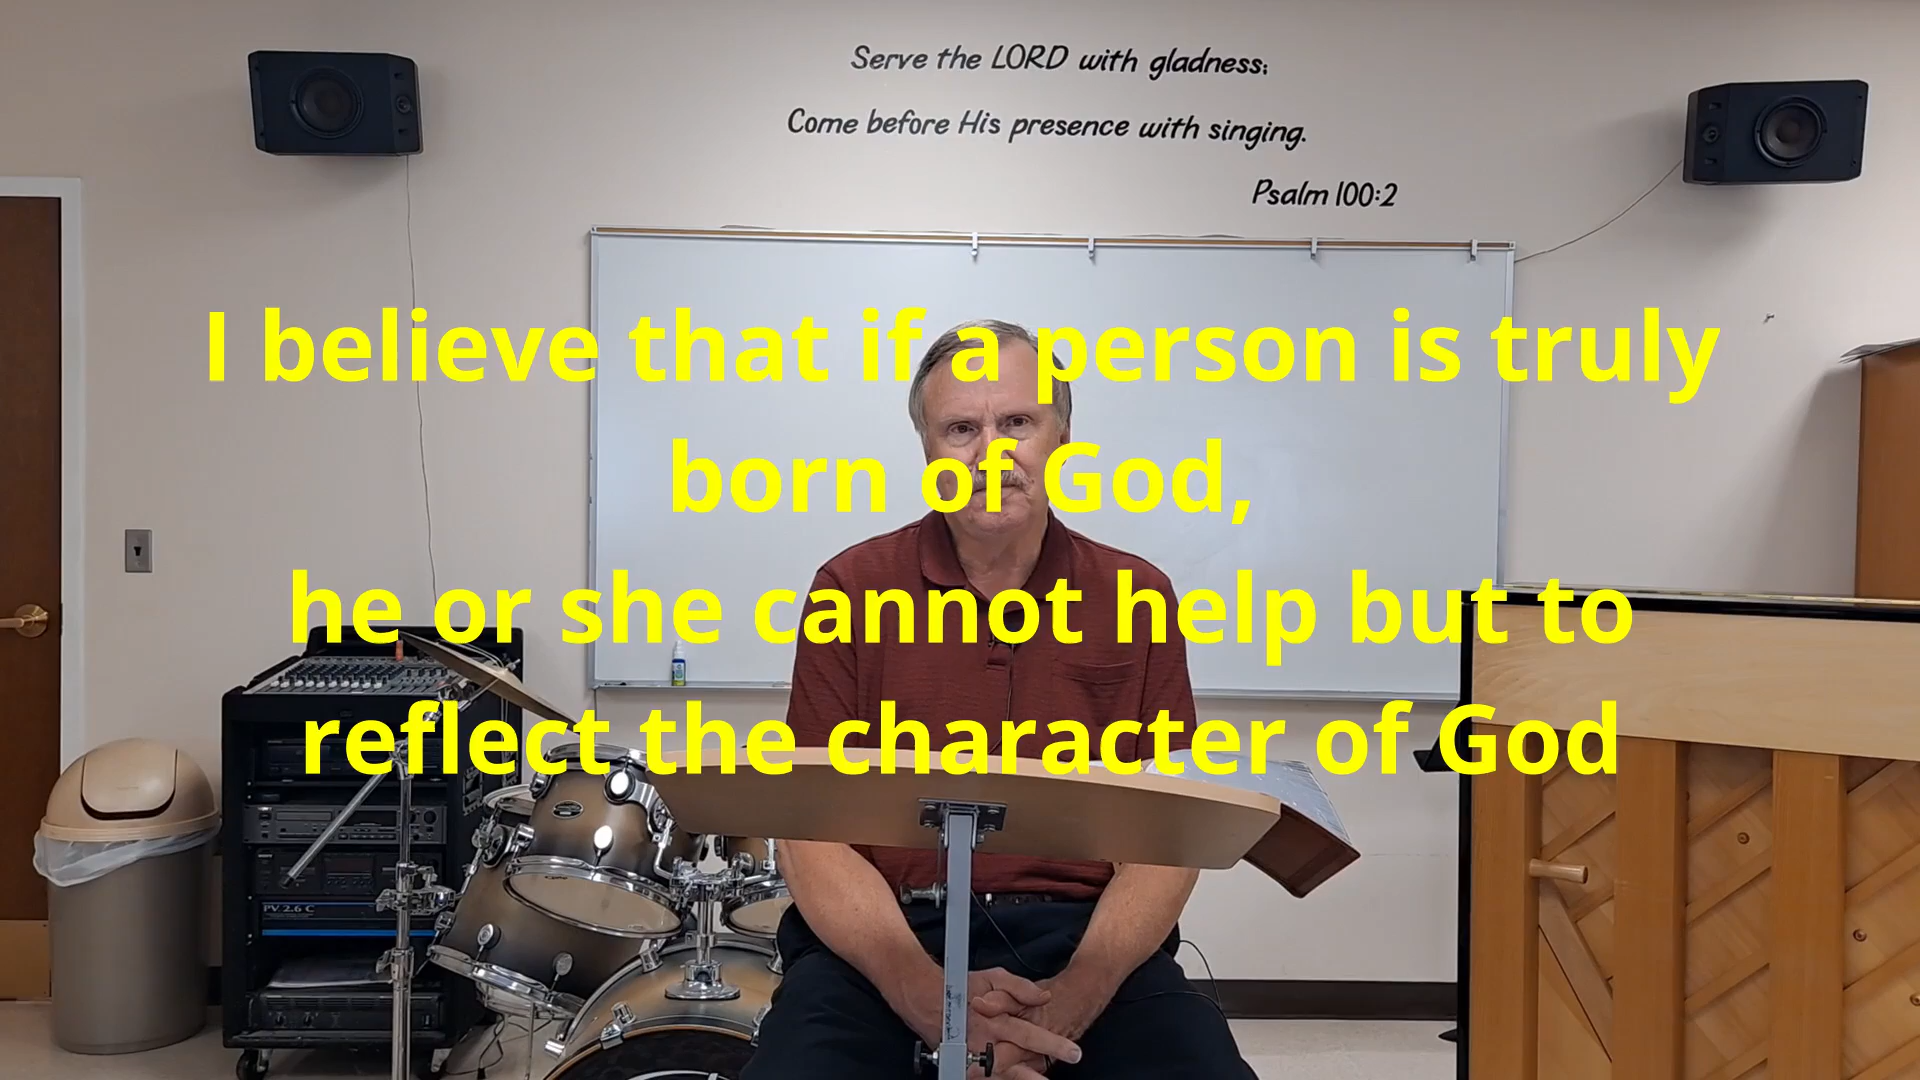 Serve the LORD with gladness;
Come before His presence with singing.
Psalm 100:2
I believe that if a person is truly
born of God,
he or she cannot help but to
reflect the character of God
PV 2.6 C